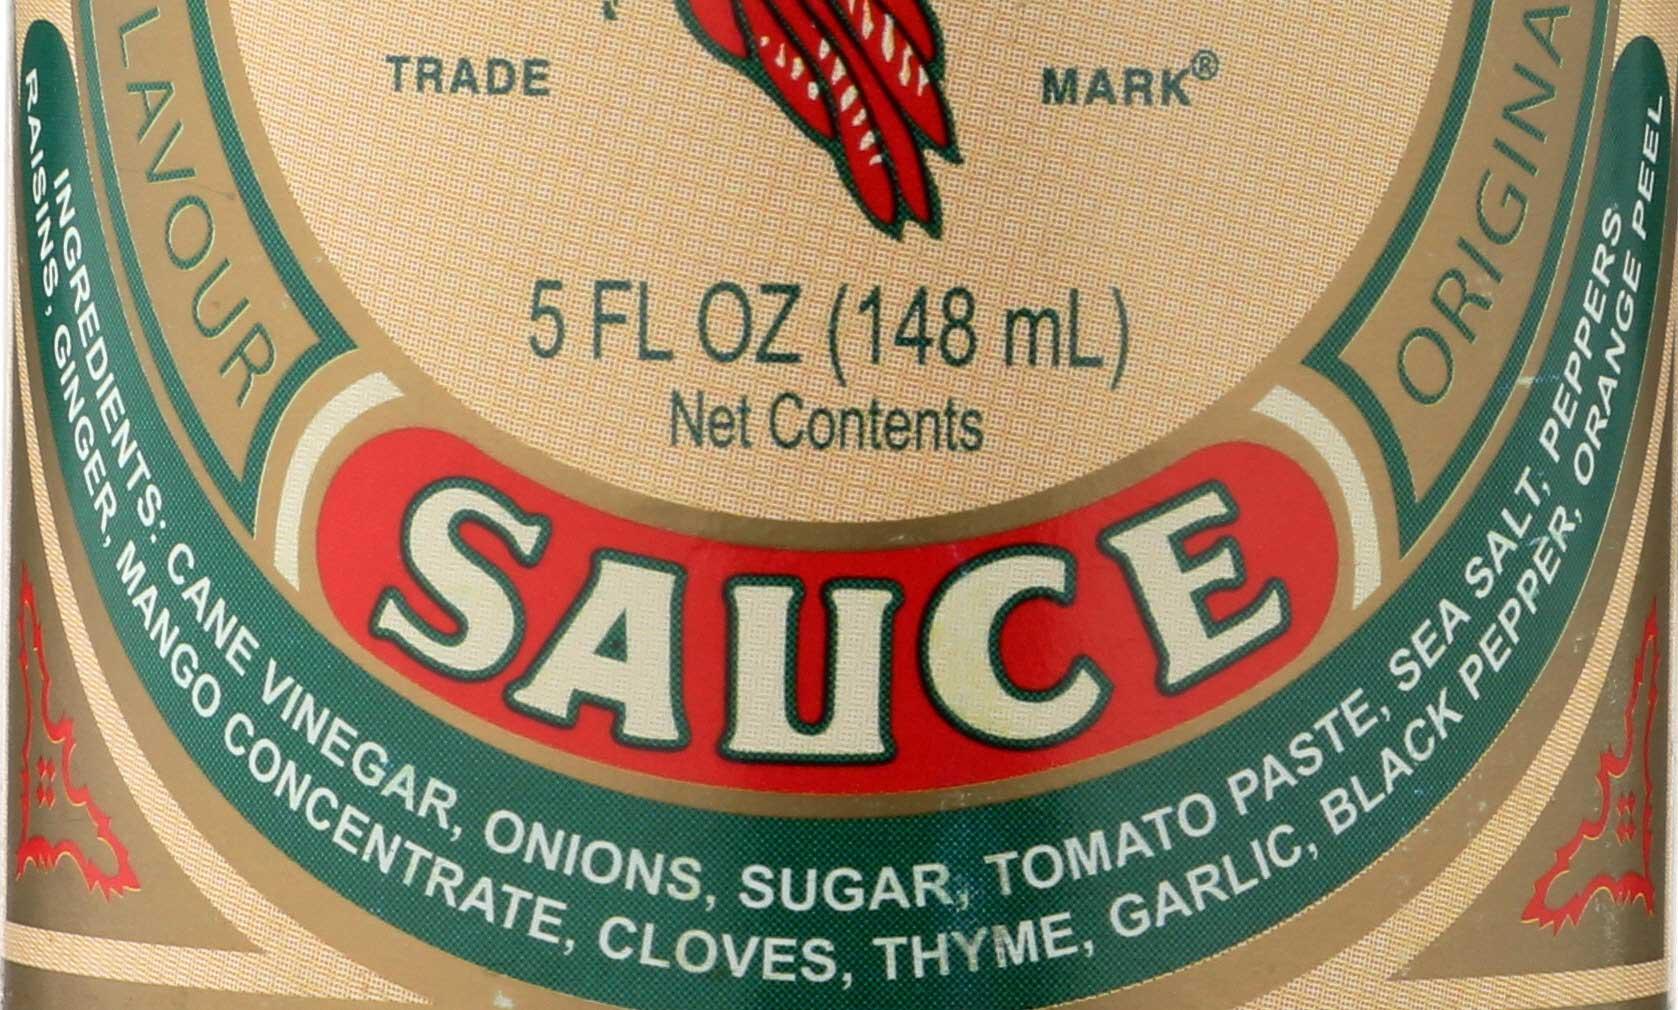 TRADE MARK®
LAVOUR
ORIGINA
5 FL OZ (148 mL)
Net Contents
SAUCE
INGREDIENTS: CANE VINEGAR, ONIONS, SUGAR, TOMATO PASTE, SEA SALT, PEPPERS,
RAISINS, GINGER, MANGO CONCENTRATE, CLOVES, THYME, GARLIC, BLACK PEPPER, ORANGE PEEL